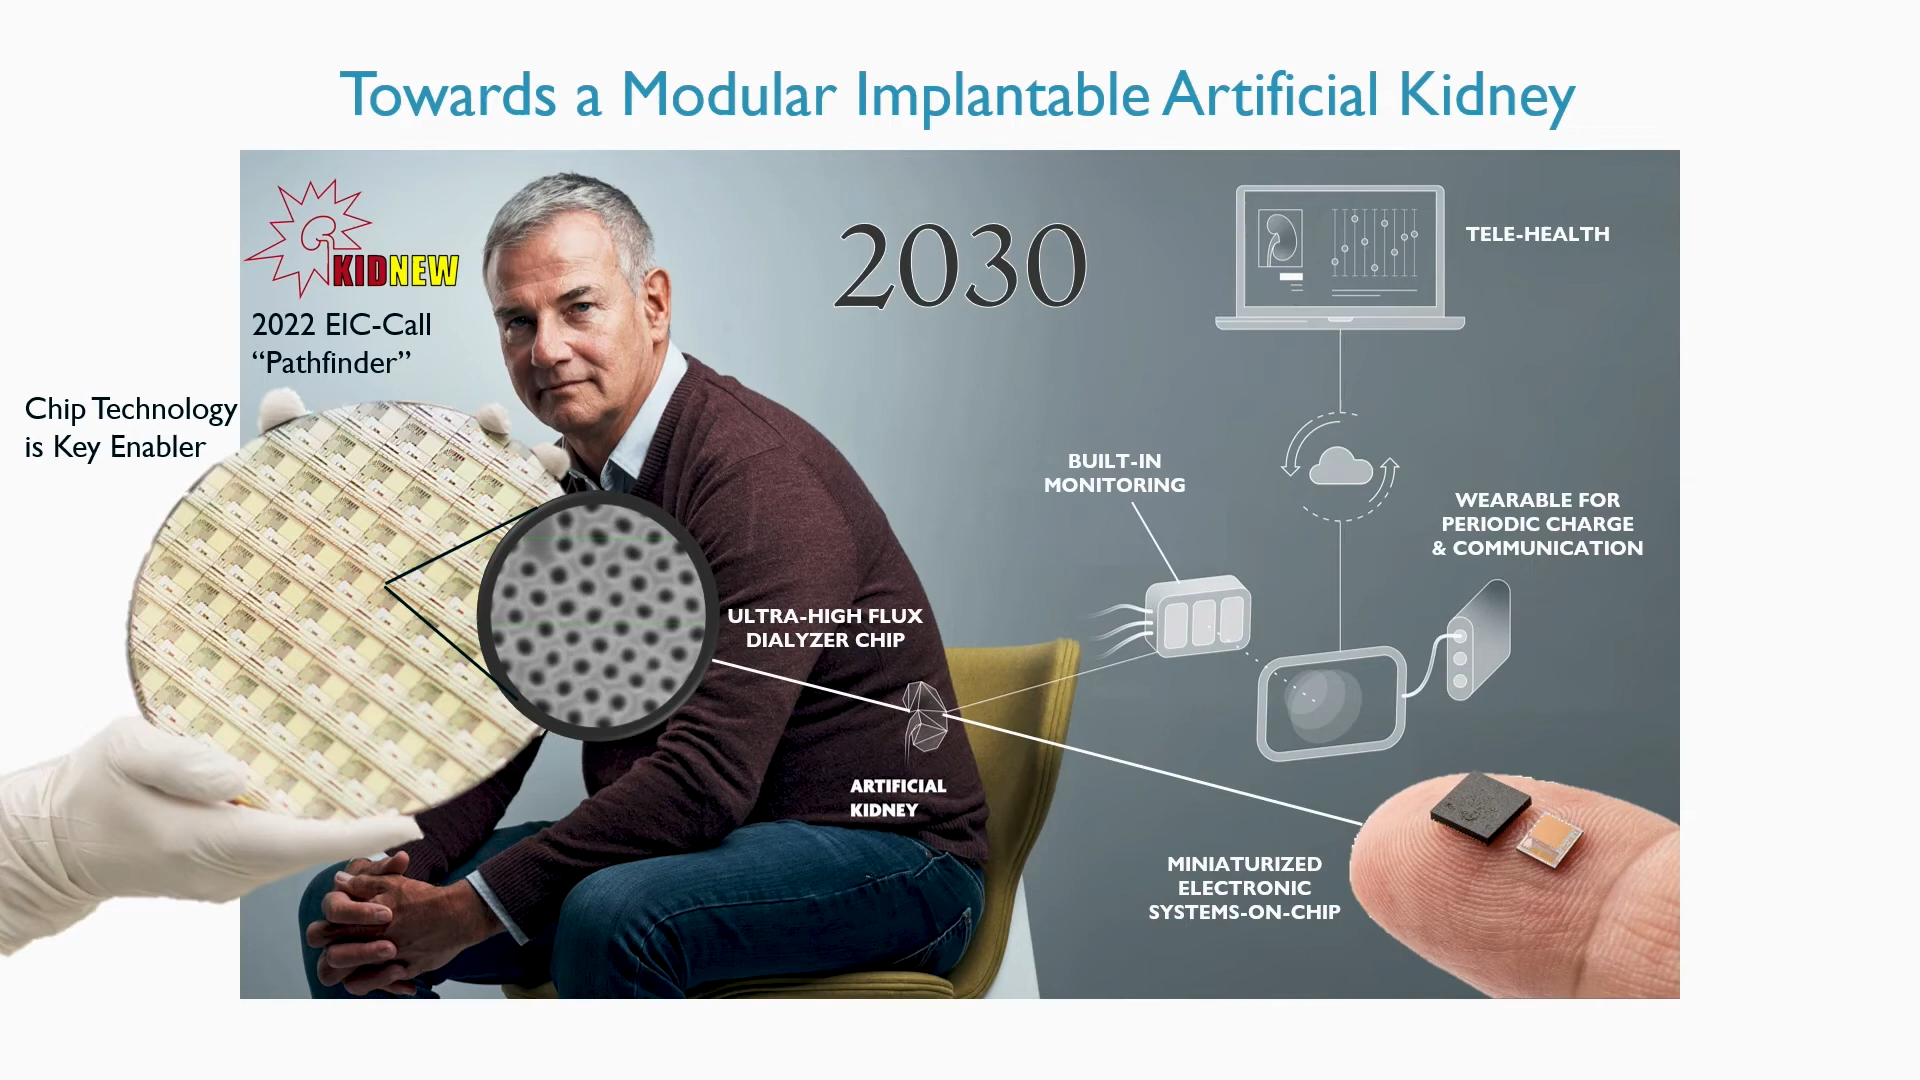 Towards a Modular Implantable Artificial Kidney
KIDNEW
2022 EIC-Call
“Pathfinder”
Chip Technology
is Key Enabler
2030
TELE-HEALTH
BUILT-IN
MONITORING
WEARABLE FOR
PERIODIC CHARGE
& COMMUNICATION
ULTRA-HIGH FLUX
DIALYZER CHIP
ARTIFICIAL
KIDNEY
MINIATURIZED
ELECTRONIC
SYSTEMS-ON-CHIP